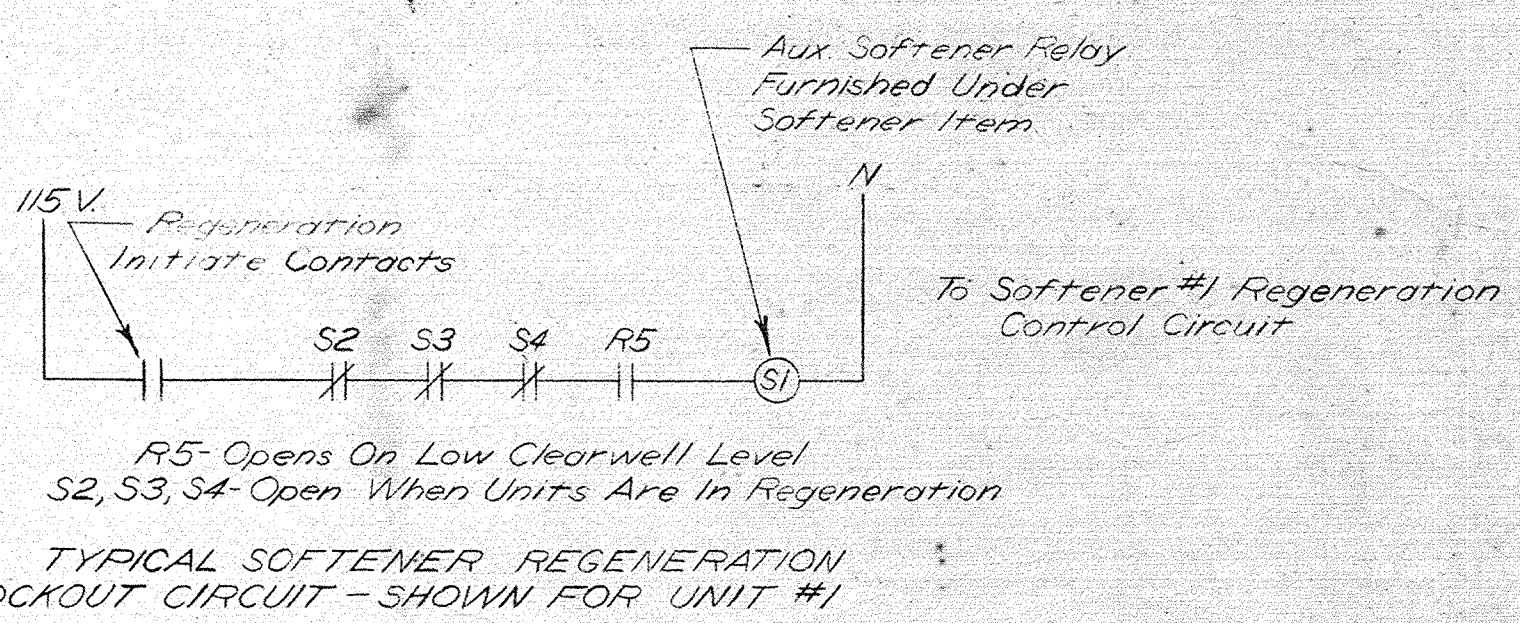 Aux. Softener Relay
Furnished Under
Softener Item
N
115 V.
Regeneration
Initiate Contacts
To Softener #1 Regeneration
Control Circuit
S2 S3 S4 R5
S1
R5- Opens On Low Clearwell Level
S2, S3, S4- Open When Units Are In Regeneration
TYPICAL SOFTENER REGENERATION
OCKOUT CIRCUIT - SHOWN FOR UNIT #1